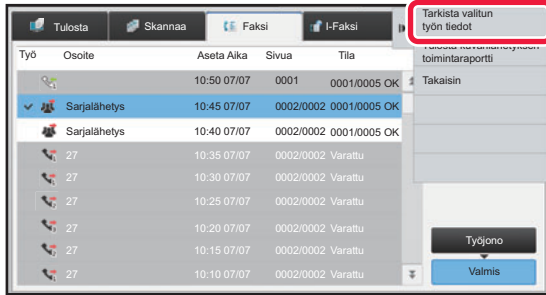 Tulosta
Skannaa
Faksi
I-Faksi
Tarkista valitun
työn tiedot
Tulosta kuvanlähetyksen
toimintaraportti
Takaisin
Työ Osoite Aseta Aika Sivua Tila
10:50 07/07 0001 0001/0005 OK
Sarjalähetys 10:45 07/07 0002/0002 0001/0005 OK
Sarjalähetys 10:40 07/07 0002/0002 0001/0005 OK
27 10:35 07/07 0002/0002 Varattu
27 10:30 07/07 0002/0002 Varattu
27 10:25 07/07 0002/0002 Varattu
27 10:20 07/07 0002/0002 Varattu
27 10:15 07/07 0002/0002 Varattu
27 10:10 07/07 0002/0002 Varattu
Työjono
Valmis